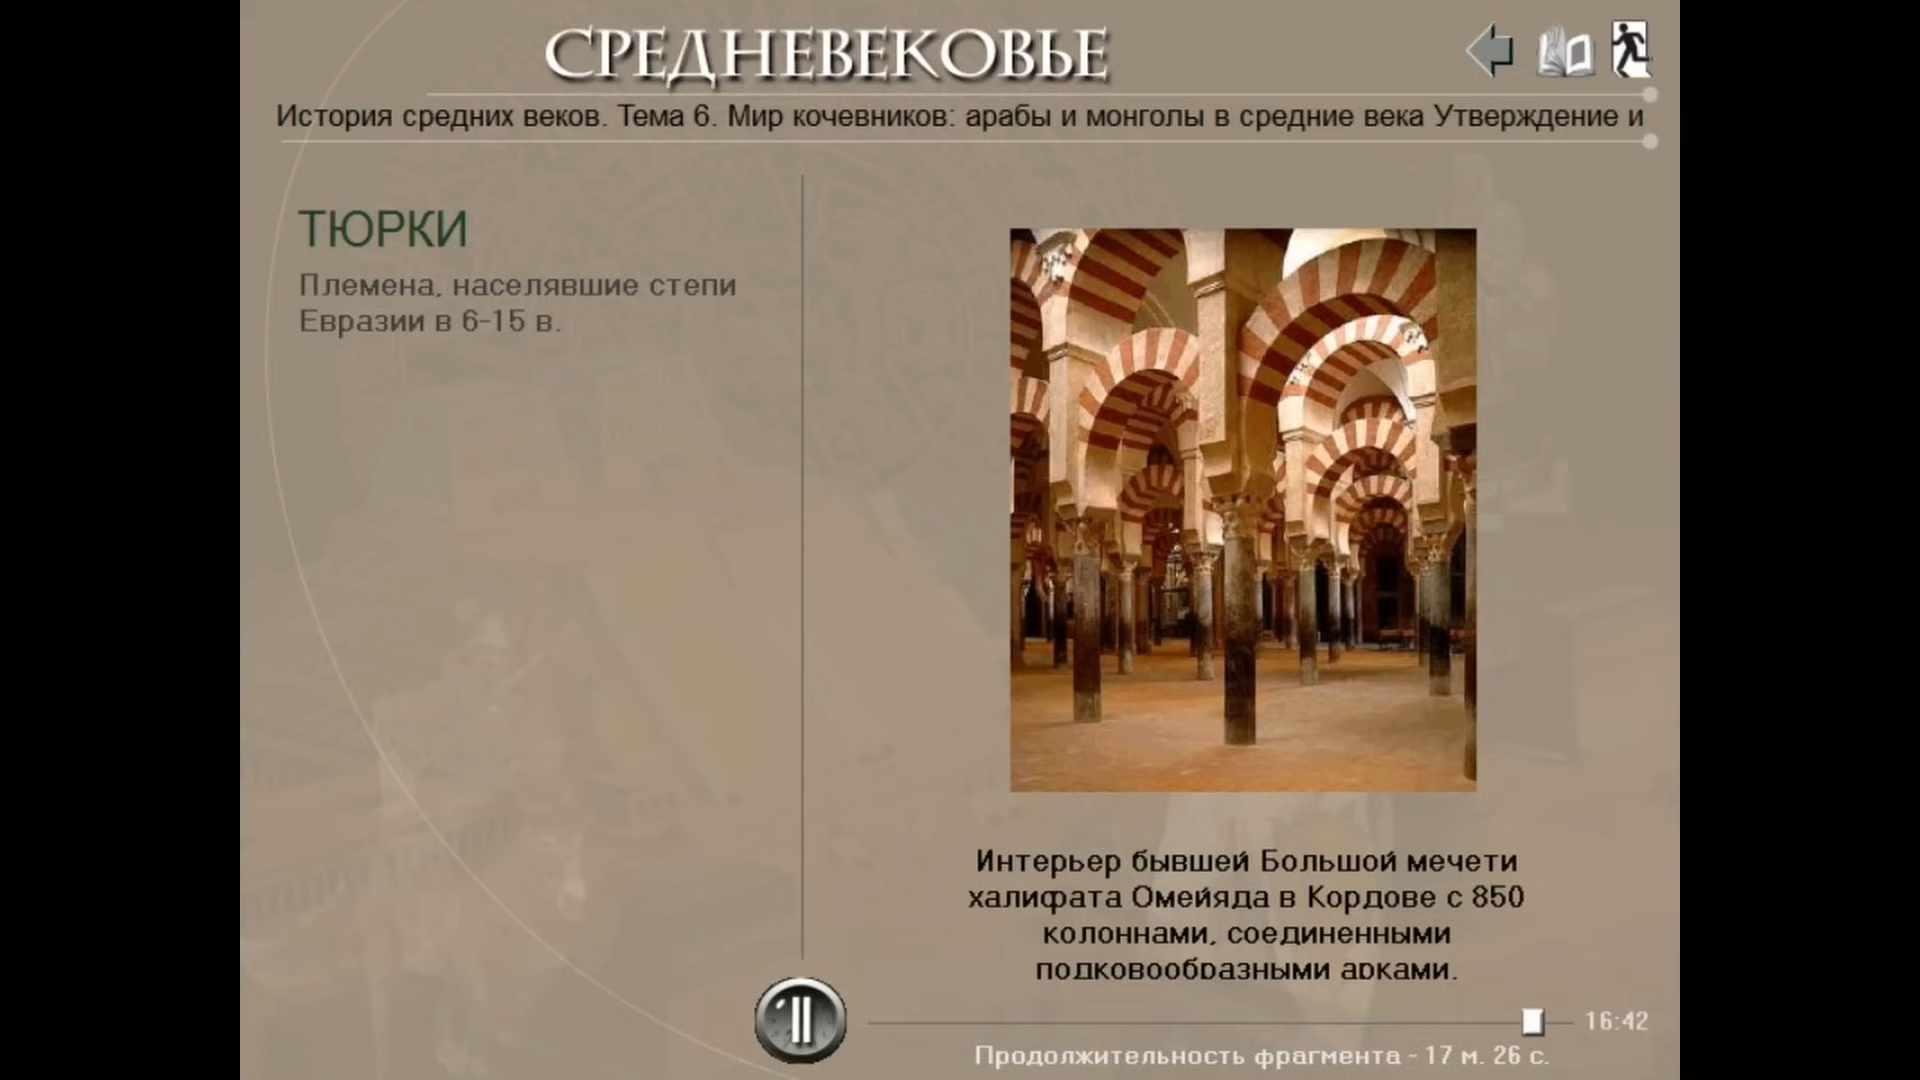 СРЕДНЕВЕКОВЬЕ
История средних веков. Тема 6. Мир кочевников: арабы и монголы в средние века Утверждение и
ТЮРКИ
Племена, населявшие степи
Евразии в 6-15 в.
Интерьер бывшей Большой мечети
халифата Омейяда в Кордове с 850
колоннами, соединенными
подковообразными арками.
16:42
Продолжительность фрагмента - 17 м. 26 с.